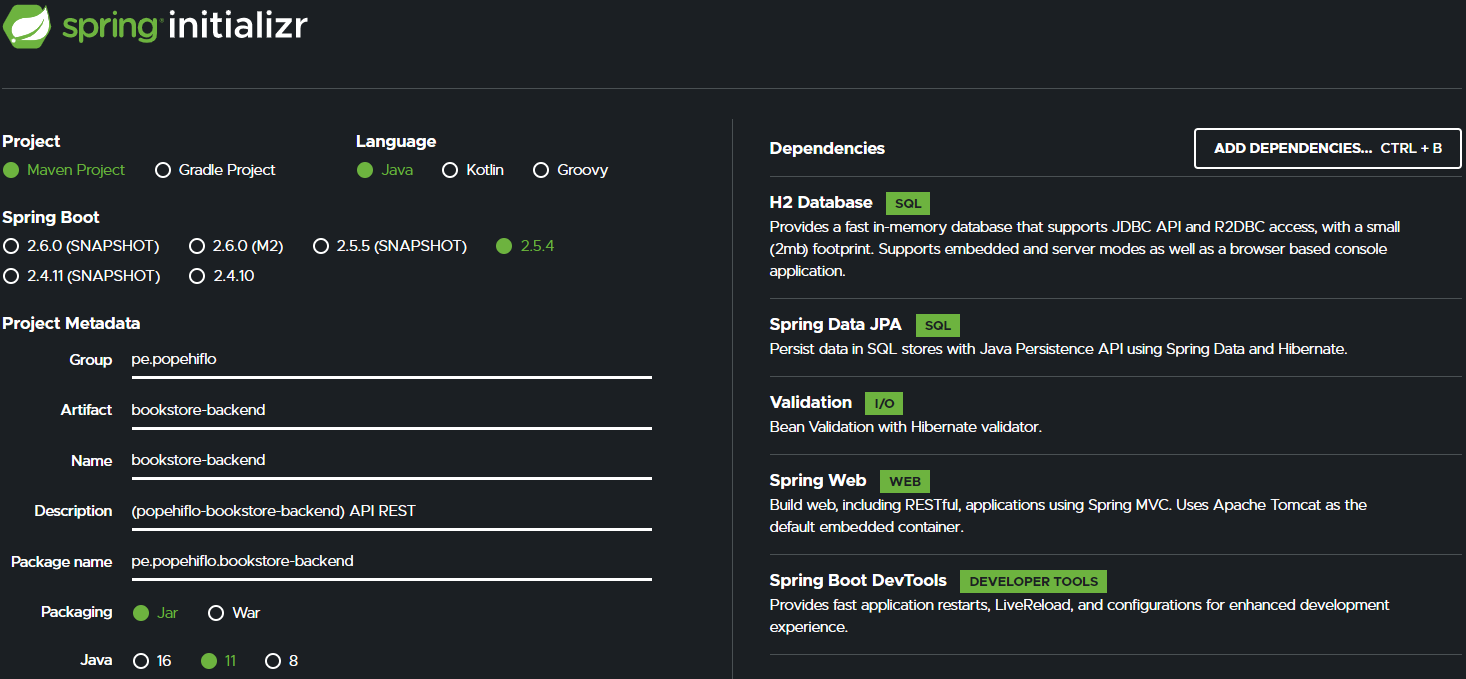 spring initializr
Project
Maven Project Gradle Project
Language
Java Kotlin Groovy
Spring Boot
2.6.0 (SNAPSHOT) 2.6.0 (M2) 2.5.5 (SNAPSHOT) 2.5.4
2.4.11 (SNAPSHOT) 2.4.10
Project Metadata
Group pe.popehiflo
Artifact bookstore-backend
Name bookstore-backend
Description (popehiflo-bookstore-backend) API REST
Package name pe.popehiflo.bookstore-backend
Packaging Jar War
Java 16 11 8
Dependencies ADD DEPENDENCIES... CTRL + B
H2 Database SQL
Provides a fast in-memory database that supports JDBC API and R2DBC access, with a small
(2mb) footprint. Supports embedded and server modes as well as a browser based console
application.
Spring Data JPA SQL
Persist data in SQL stores with Java Persistence API using Spring Data and Hibernate.
Validation I/O
Bean Validation with Hibernate validator.
Spring Web WEB
Build web, including RESTful, applications using Spring MVC. Uses Apache Tomcat as the
default embedded container.
Spring Boot DevTools DEVELOPER TOOLS
Provides fast application restarts, LiveReload, and configurations for enhanced development
experience.